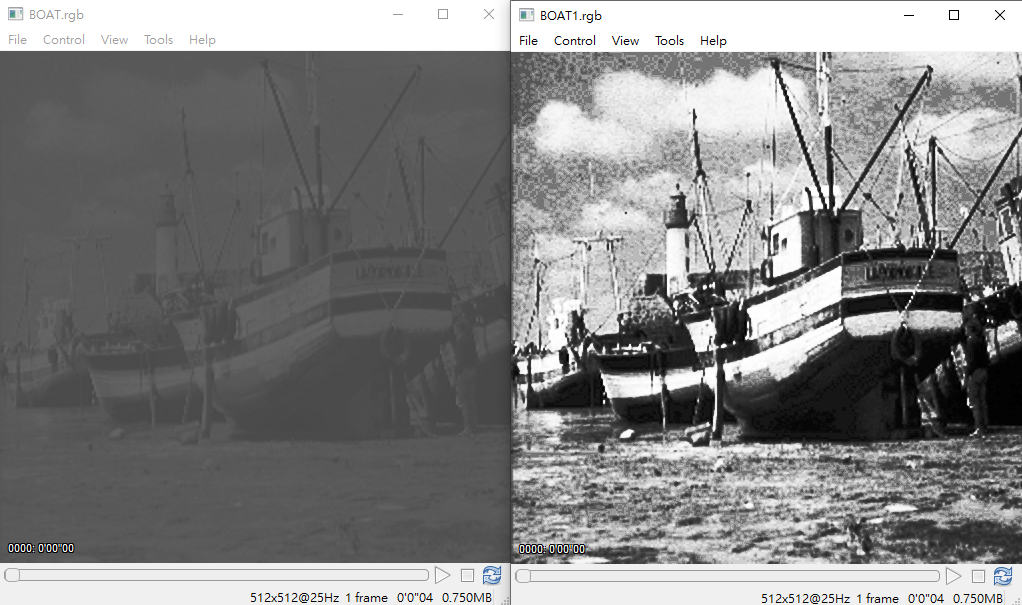 BOAT.rgb
File Control View Tools Help
0000: 0'00"00
512x512@25Hz 1 frame 0'0"04 0.750MB
BOAT1.rgb
File Control View Tools Help
0000: 0'00"00
512x512@25Hz 1 frame 0'0"04 0.750MB